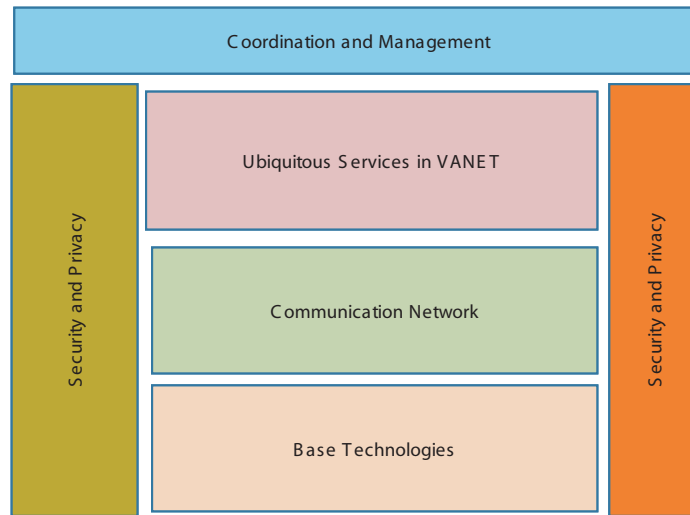 Coordination and Management
Security and Privacy
Ubiquitous Services in VANET
Communication Network
Base Technologies
Security and Privacy